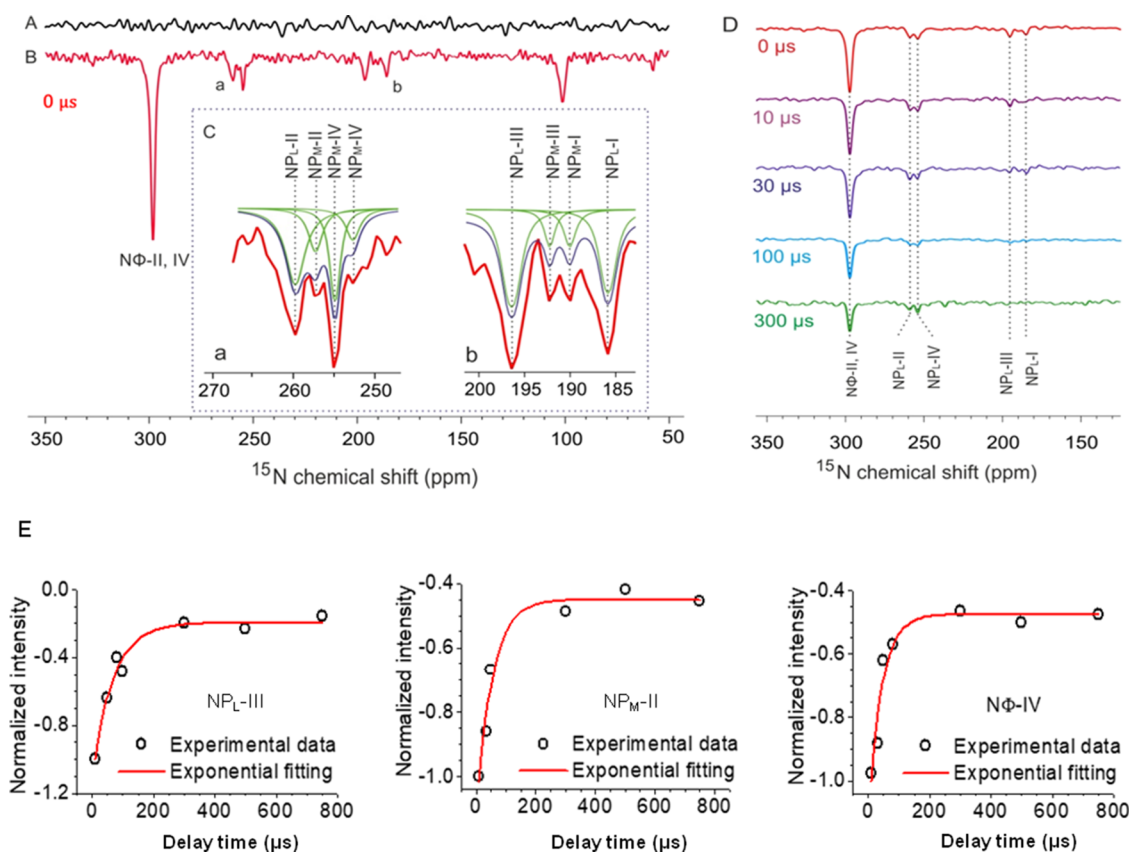 A
B
0 µs
a
b
NΦ-II, IV
C
NPL-II
NPM-II
NPM-IV
NPM-IV
NPL-III
NPM-III
NPM-I
NPL-I
a
b
270 260 250
200 195 190 185
350 300 250 200 150 100 50
15N chemical shift (ppm)
D
0 µs
10 µs
30 µs
100 µs
300 µs
NΦ-II, IV
NPL-II
NPL-IV
NPL-III
NPL-I
350 300 250 200 150
15N chemical shift (ppm)
E
Normalized intensity
0.0
-0.4
-0.8
-1.2
NPL-III
Experimental data
Exponential fitting
0 200 400 600 800
Delay time (µs)
Normalized intensity
-0.4
-0.6
-0.8
-1.0
NPM-II
Experimental data
Exponential fitting
0 200 400 600 800
Delay time (µs)
Normalized intensity
-0.4
-0.6
-0.8
-1.0
NΦ-IV
Experimental data
Exponential fitting
0 200 400 600 800
Delay time (µs)